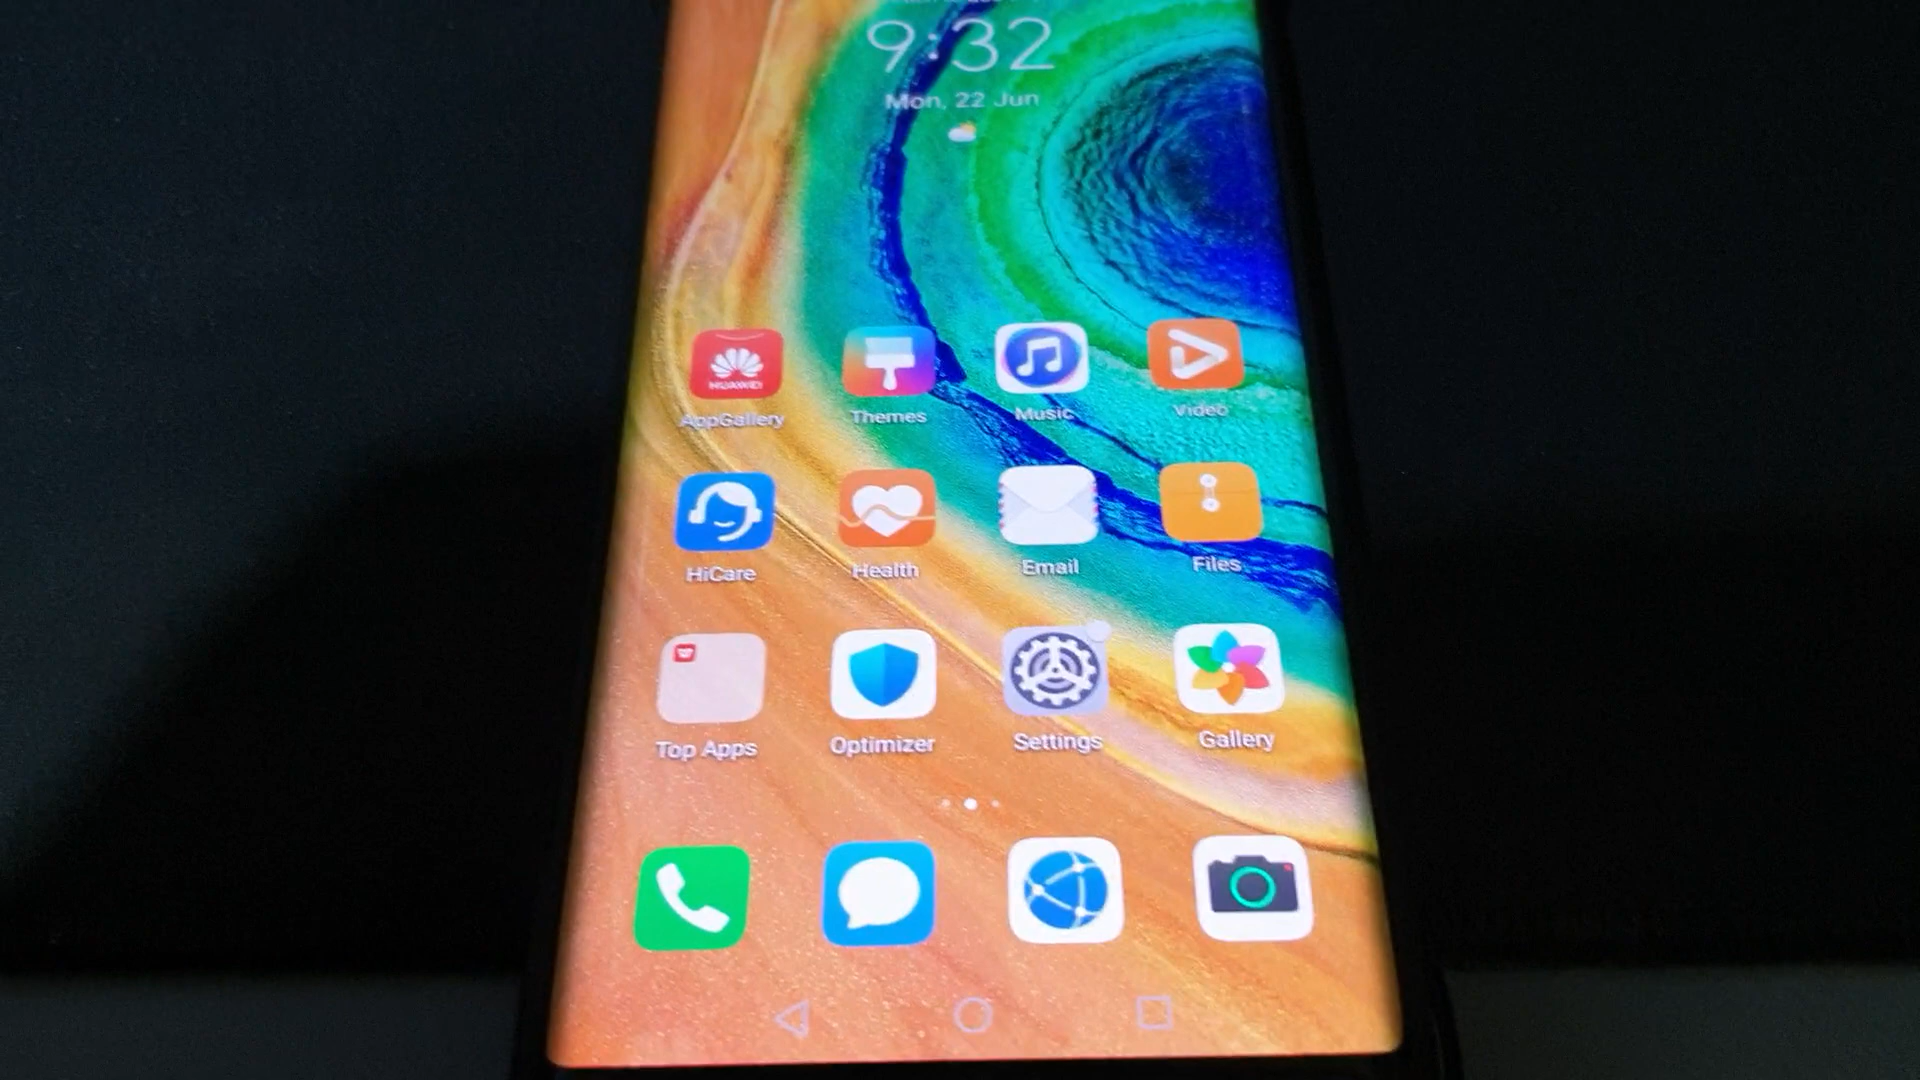 9:32
Mon, 22 Jun
HUAWEI
AppGallery
Themes
Music
Video
HiCare
Health
Email
Files
Top Apps
Optimizer
Settings
Gallery